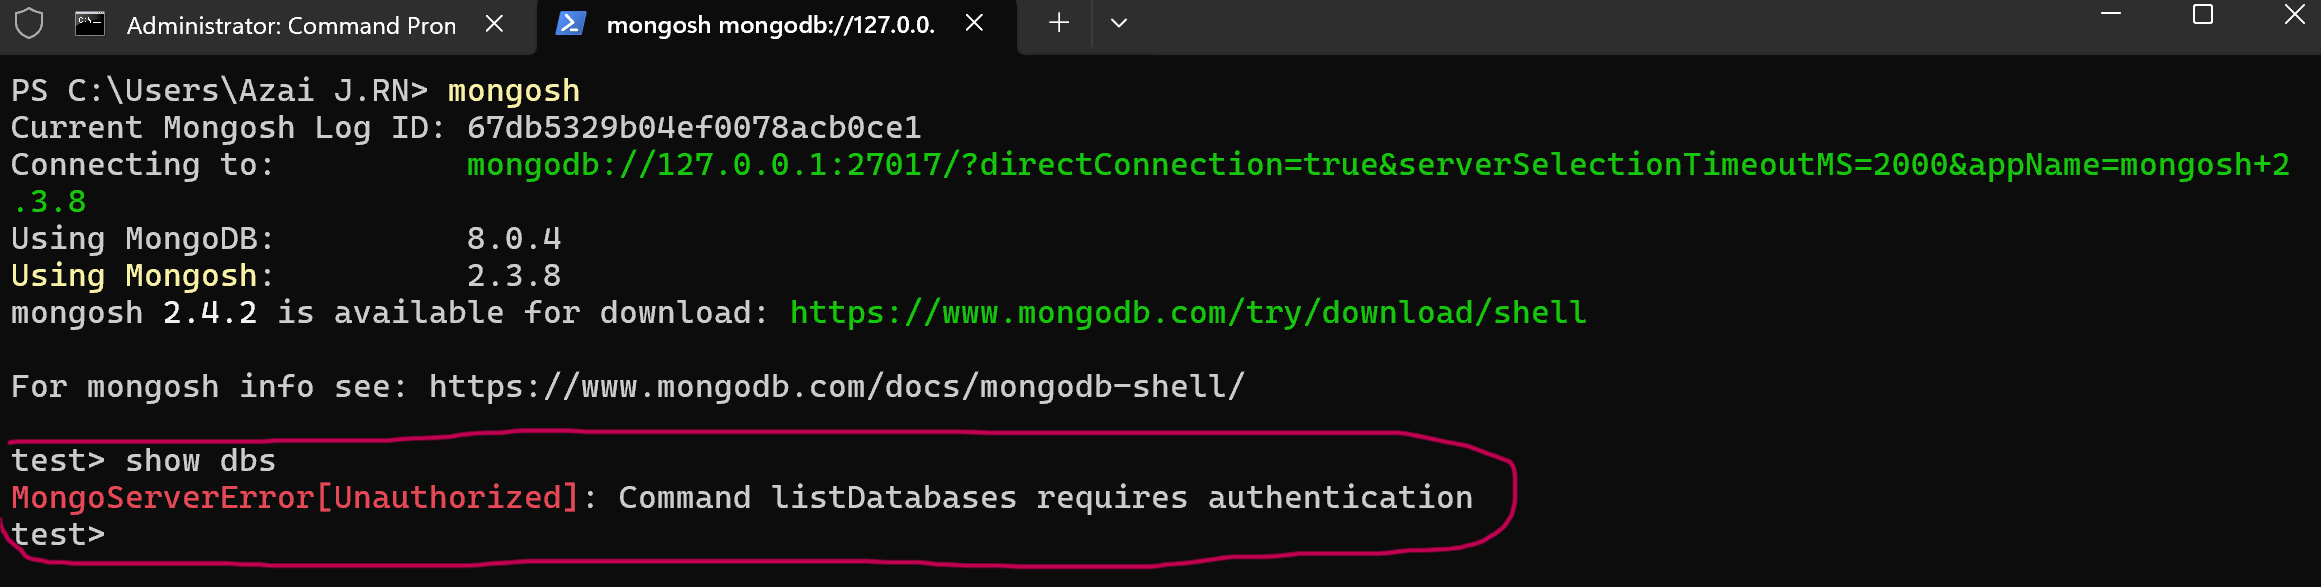 Administrator: Command Pron
mongosh mongodb://127.0.0.
PS C:\Users\Azai J.RN> mongosh
Current Mongosh Log ID: 67db5329b04ef0078acb0ce1
Connecting to:          mongodb://127.0.0.1:27017/?directConnection=true&serverSelectionTimeoutMS=2000&appName=mongosh+2
.3.8
Using MongoDB:          8.0.4
Using Mongosh:          2.3.8
mongosh 2.4.2 is available for download: https://www.mongodb.com/try/download/shell
For mongosh info see: https://www.mongodb.com/docs/mongodb-shell/
test> show dbs
MongoServerError[Unauthorized]: Command listDatabases requires authentication
test>